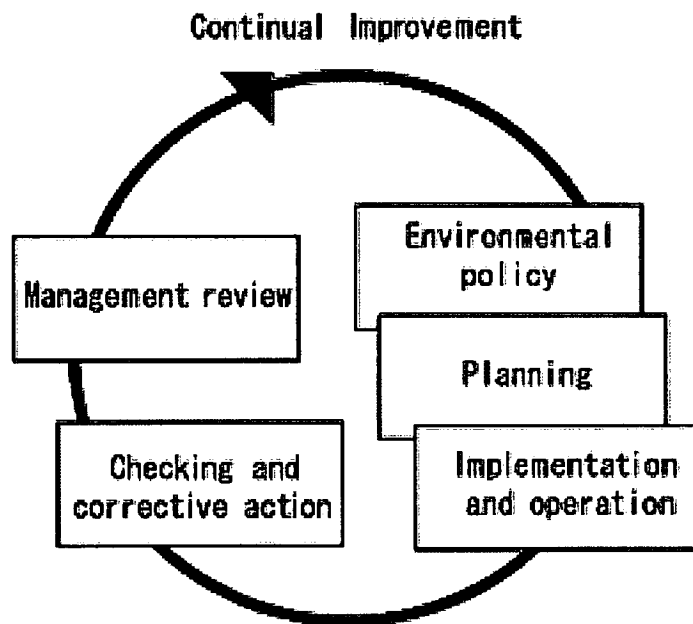 Continual Improvement
Environmental
policy
Management review
Planning
Checking and
corrective action
Implementation
and operation